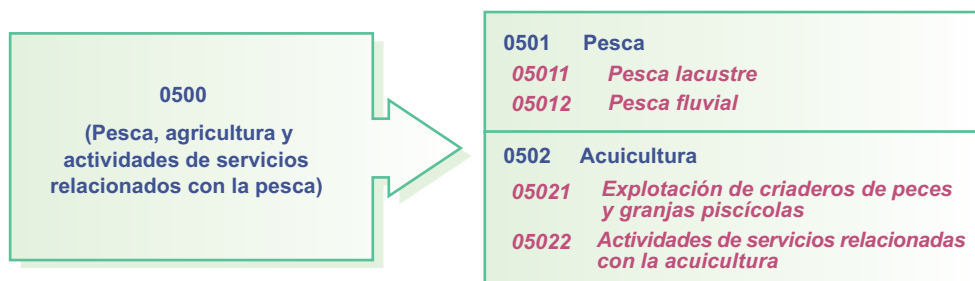 0500
(Pesca, agricultura y
actividades de servicios
relacionados con la pesca)
0501 Pesca
05011 Pesca lacustre
05012 Pesca fluvial
0502 Acuicultura
05021 Explotación de criaderos de peces
y granjas piscícolas
05022 Actividades de servicios relacionadas
con la acuicultura